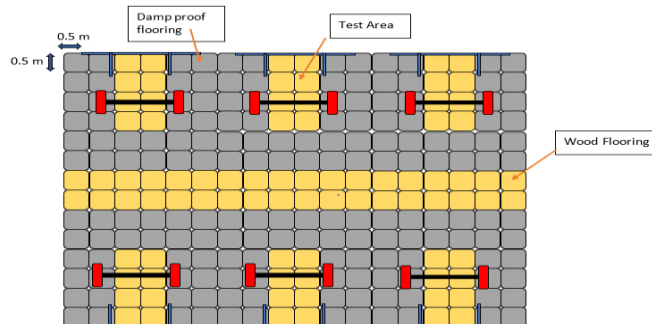 Damp proof
flooring
Test Area
0.5 m
0.5 m
Wood Flooring